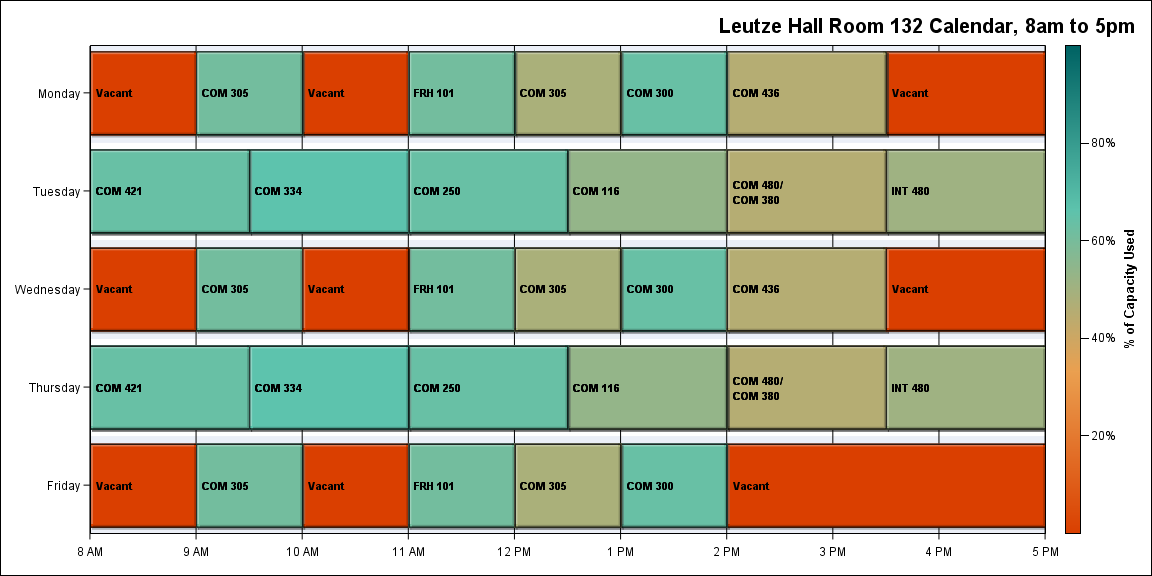 Leutze Hall Room 132 Calendar, 8am to 5pm
Monday
Vacant
COM 305
Vacant
FRH 101
COM 305
COM 300
COM 436
Vacant
Tuesday
COM 421
COM 334
COM 250
COM 116
COM 480/
COM 380
INT 480
Wednesday
Vacant
COM 305
Vacant
FRH 101
COM 305
COM 300
COM 436
Vacant
Thursday
COM 421
COM 334
COM 250
COM 116
COM 480/
COM 380
INT 480
Friday
Vacant
COM 305
Vacant
FRH 101
COM 305
COM 300
Vacant
8 AM
9 AM
10 AM
11 AM
12 PM
1 PM
2 PM
3 PM
4 PM
5 PM
80%
60%
40%
20%
% of Capacity Used